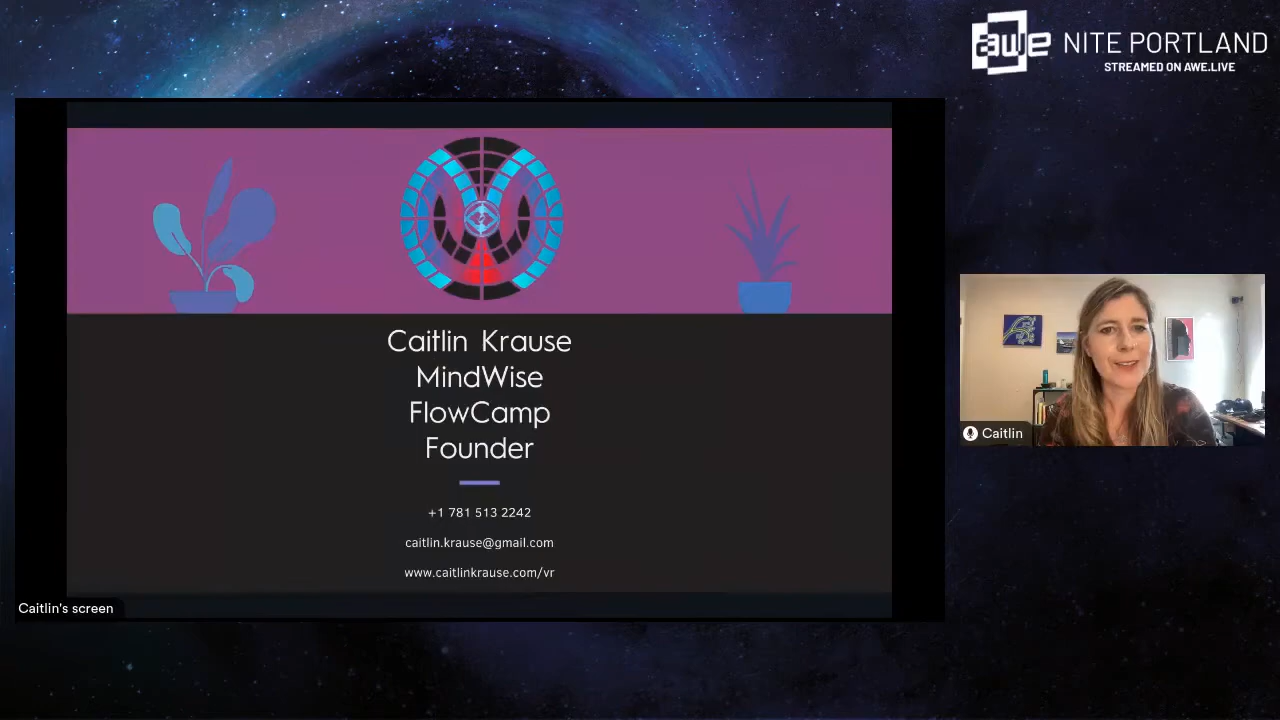 awe NITE PORTLAND
STREAMED ON AWE.LIVE
Caitlin Krause
MindWise
FlowCamp
Founder
+1 781 513 2242
caitlin.krause@gmail.com
www.caitlinkrause.com/vr
Caitlin
Caitlin's screen